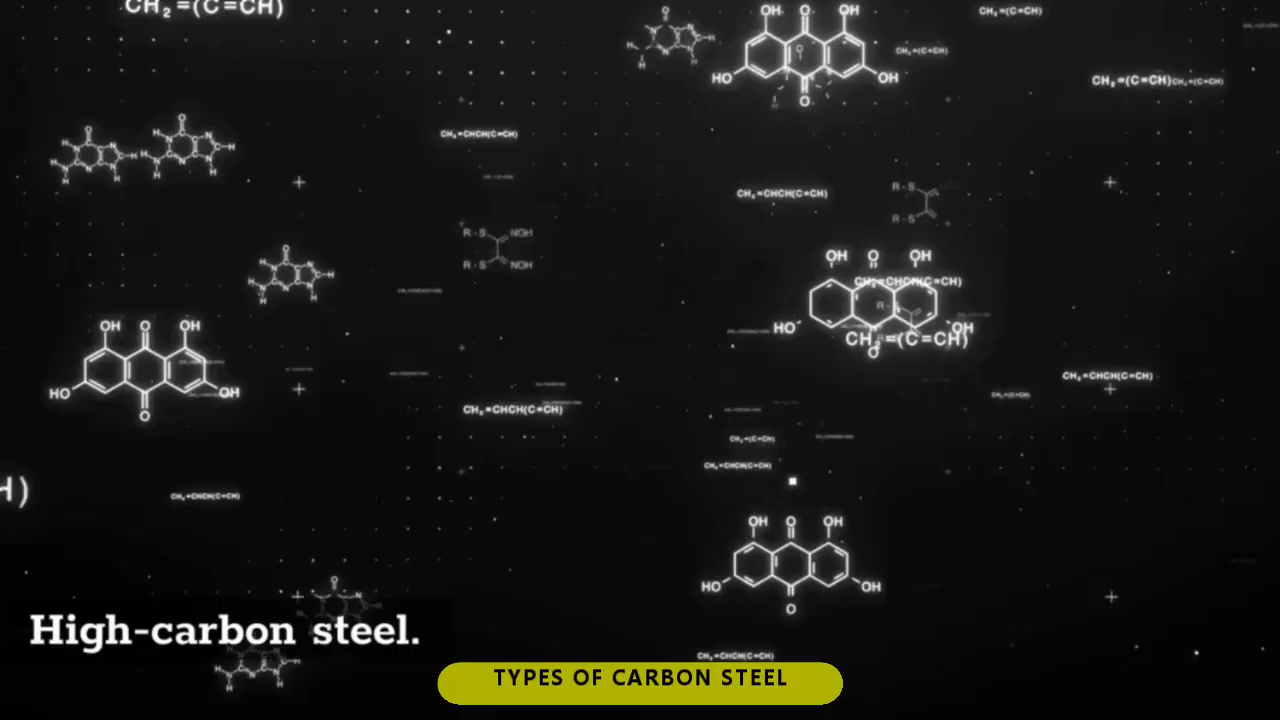 CH₂=(C=CH)
OH O OH
CH₂=(C=CH)
CH₂=(C=CH)
HO OH
O
CH₂=(C=CH)CH₂=(C=CH)
CH₂=CHCH(C=CH)
CH₂=CHCH(C=CH)
R-S
R-S
R-S NOH
R-S NOH
OH O OH
CH₂=CHCH(C=CH)
HO OH
CH₂=(C=CH)
O
OH O OH
HO OH
O
CH₂=CHCH(C=CH)
CH₂=(C=CH)
CH₂=CHCH(C=CH)
CH₂=(C=CH)
CH₂=CHCH(C=CH)
H)
CH₂=CHCH(C=CH)
OH O OH
HO OH
O
High-carbon steel.
CH₂=CHCH(C=CH)
TYPES OF CARBON STEEL